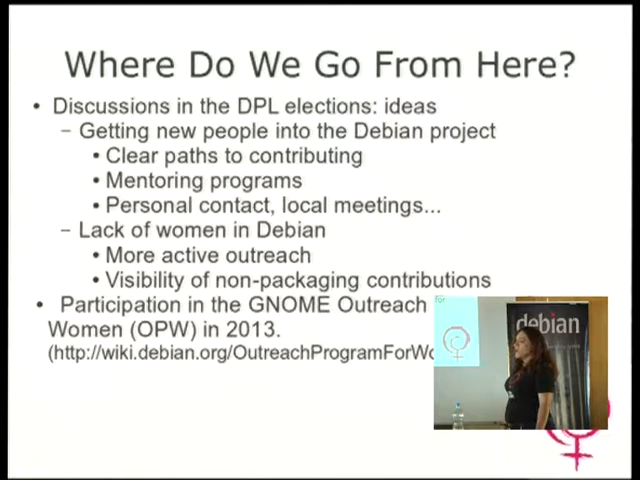 Where Do We Go From Here?
• Discussions in the DPL elections: ideas
– Getting new people into the Debian project
• Clear paths to contributing
• Mentoring programs
• Personal contact, local meetings...
– Lack of women in Debian
• More active outreach
• Visibility of non-packaging contributions
• Participation in the GNOME Outreach
for
Women (OPW) in 2013.
debian
(http://wiki.debian.org/OutreachProgramForWo